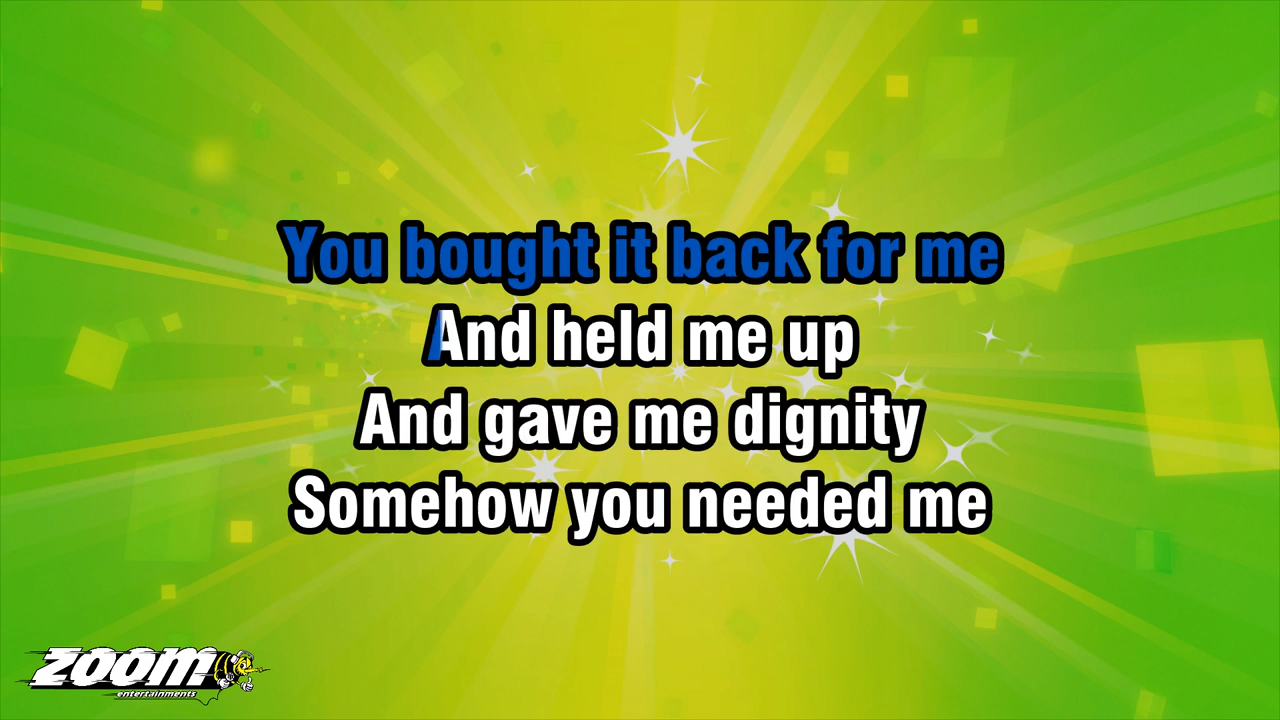 You bought it back for me
And held me up
And gave me dignity
Somehow you needed me
zoom
entertainments